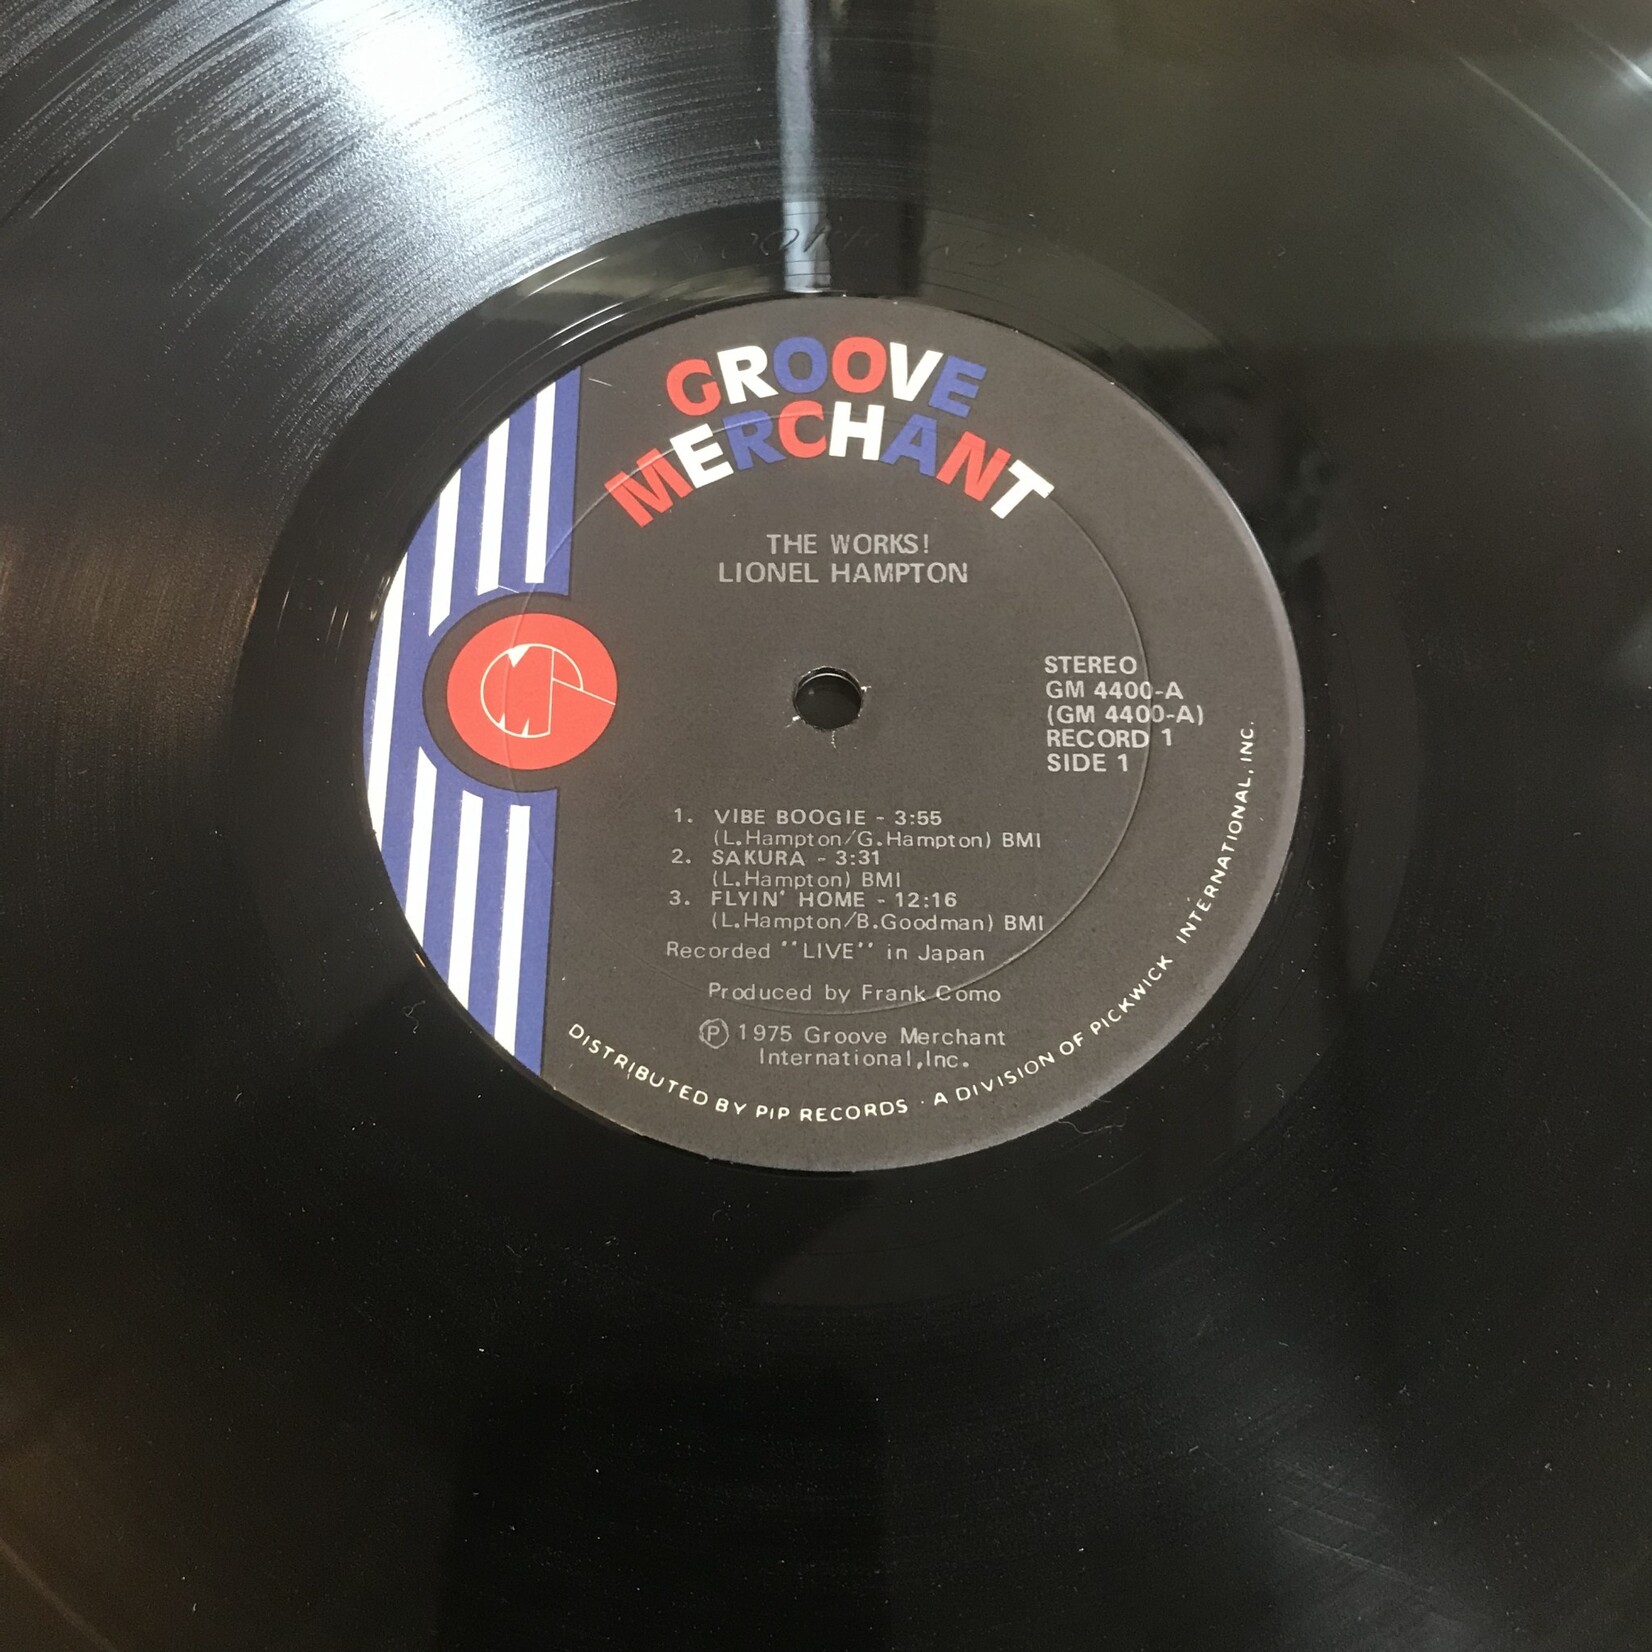 GROOVE
MERCHANT
THE WORKS!
LIONEL HAMPTON
STEREO
GM 4400-A
(GM 4400-A)
RECORD 1
SIDE 1
1. VIBE BOOGIE - 3:55
(L.Hampton/G.Hampton) BMI
2. SAKURA - 3:31
(L.Hampton) BMI
3. FLYIN' HOME - 12:16
(L.Hampton/B.Goodman) BMI
Recorded "LIVE" in Japan
Produced by Frank Como
Ⓟ 1975 Groove Merchant
International,Inc.
DISTRIBUTED BY PIP RECORDS · A DIVISION OF PICKWICK INTERNATIONAL, INC.